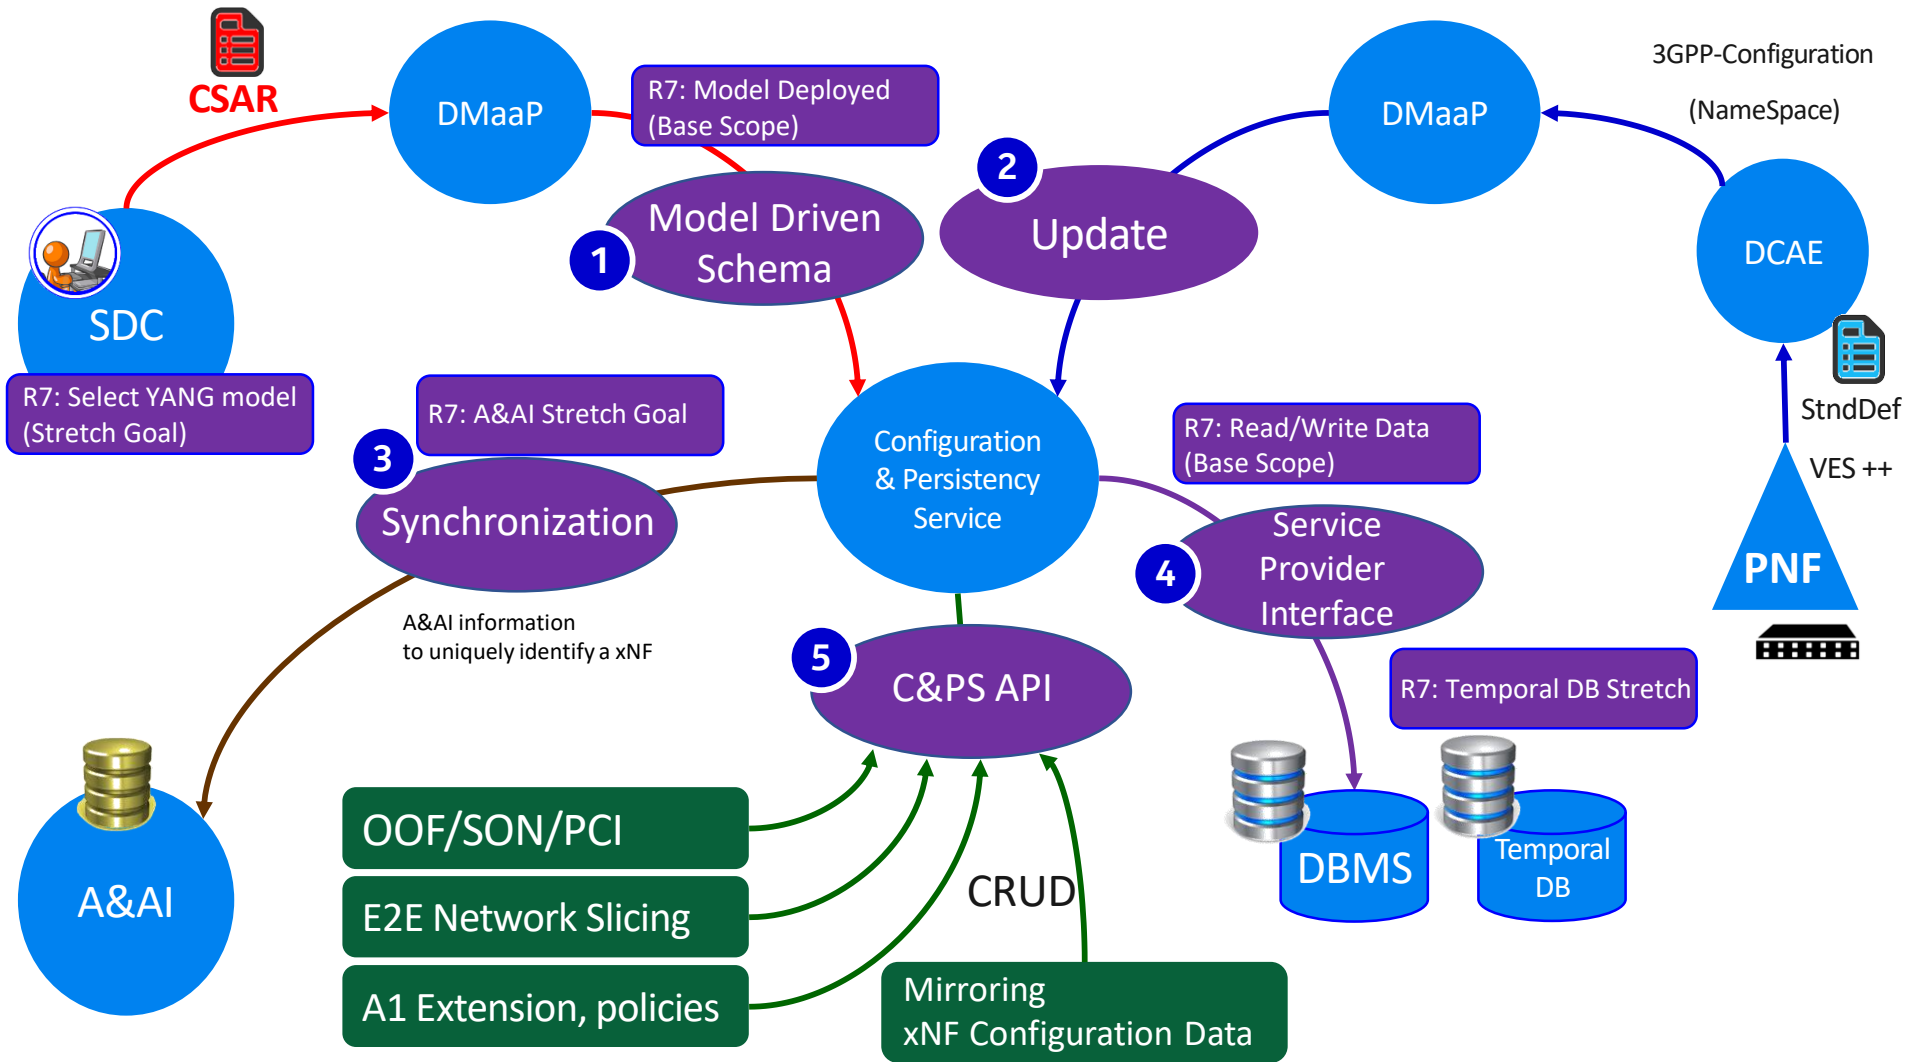 CSAR
DMaaP
R7: Model Deployed
(Base Scope)
DMaaP
3GPP-Configuration
(NameSpace)
2
Update
1
Model Driven
Schema
DCAE
SDC
R7: Select YANG model
(Stretch Goal)
StndDef
VES ++
PNF
R7: A&AI Stretch Goal
3
Synchronization
Configuration
& Persistency
Service
R7: Read/Write Data
(Base Scope)
4
Service
Provider
Interface
A&AI information
to uniquely identify a xNF
5
C&PS API
R7: Temporal DB Stretch
A&AI
OOF/SON/PCI
E2E Network Slicing
A1 Extension, policies
CRUD
Mirroring
xNF Configuration Data
DBMS
Temporal
DB